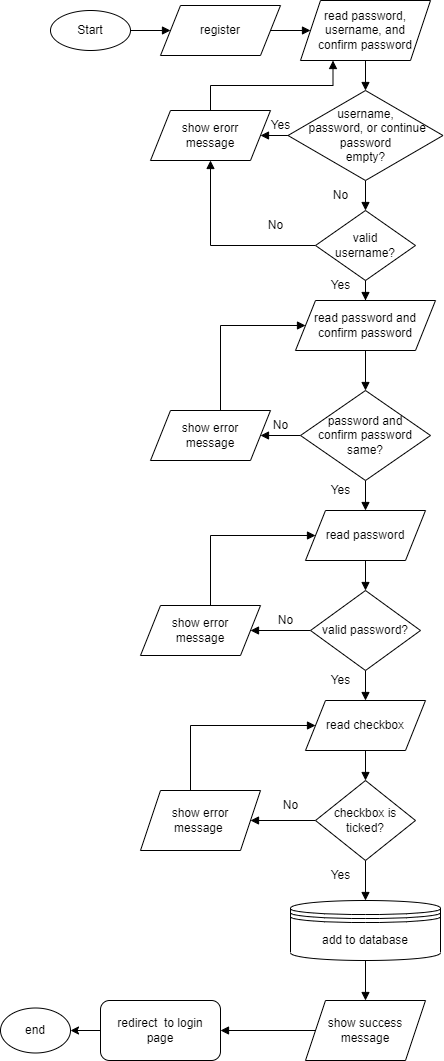 Start
register
read password,
username, and
confirm password
username,
password, or continue
password
empty?
Yes
show erorr
message
No
No
valid
username?
Yes
read password and
confirm password
password and
confirm password
same?
No
show error
message
Yes
read password
valid password?
No
show error
message
Yes
read checkbox
checkbox is
ticked?
No
show error
message
Yes
add to database
show success
message
redirect to login
page
end